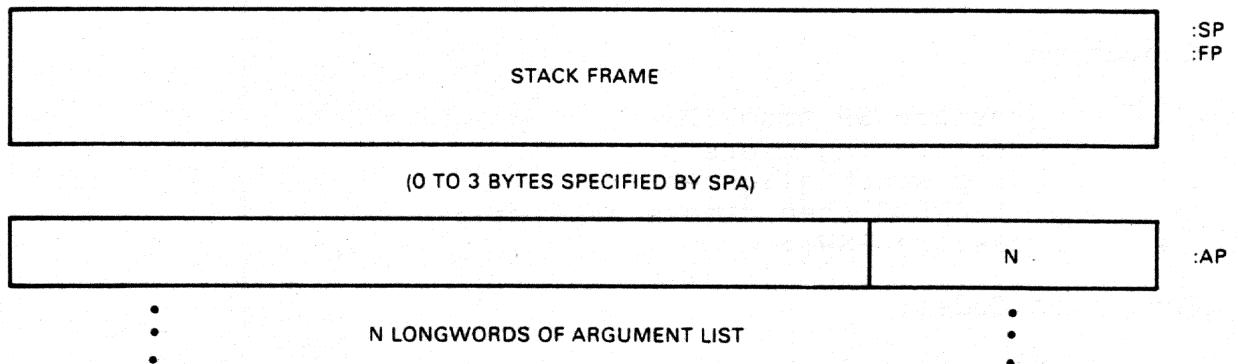 :SP
:FP
STACK FRAME
(0 TO 3 BYTES SPECIFIED BY SPA)
N
:AP
N LONGWORDS OF ARGUMENT LIST